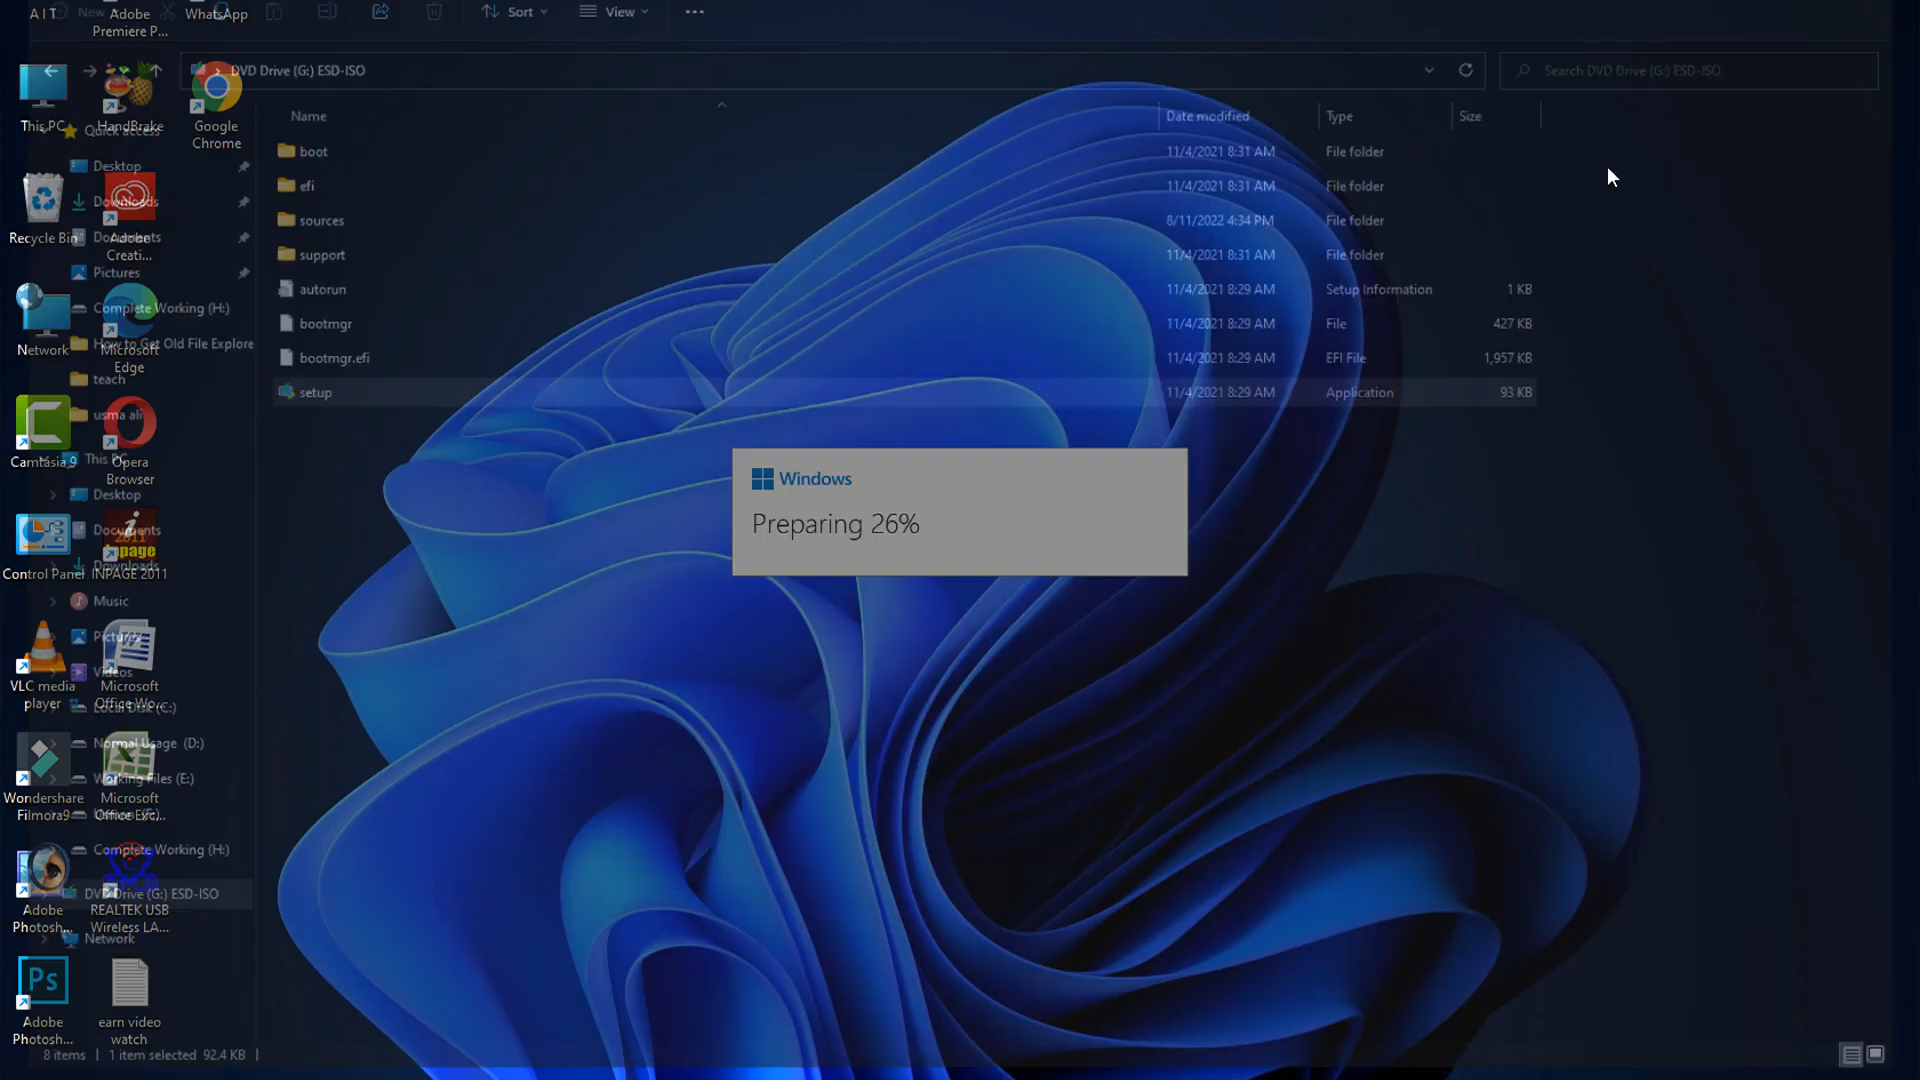 A I T
New
Adobe
Premiere P...
WhatsApp
Sort
View
DVD Drive (G:) ESD-ISO
Search DVD Drive (G:) ESD-ISO
Name
Date modified
Type
Size
boot
11/4/2021 8:31 AM
File folder
efi
11/4/2021 8:31 AM
File folder
sources
8/11/2022 4:34 PM
File folder
support
11/4/2021 8:31 AM
File folder
autorun
11/4/2021 8:29 AM
Setup Information
1 KB
bootmgr
11/4/2021 8:29 AM
File
427 KB
bootmgr.efi
11/4/2021 8:29 AM
EFI File
1,957 KB
setup
11/4/2021 8:29 AM
Application
93 KB
Windows
Preparing 26%
This PC
HandBrake
Google
Chrome
Recycle Bin
Adobe
Creati...
Network
Microsoft
Edge
Camtasia 9
Opera
Browser
Control Panel
2011
inpage
INPAGE 2011
VLC media
player
Microsoft
Office Wo...
Wondershare
Filmora9
Microsoft
Office Exc...
Adobe
Photosh...
REALTEK USB
Wireless LA...
Ps
Adobe
Photosh...
earn video
watch
Quick access
Desktop
Downloads
Documents
Pictures
Complete Working (H:)
How to Get Old File Explore
teach
usma ali
This PC
Desktop
Documents
Downloads
Music
Pictures
Videos
Local Disk (C:)
Normal Usage (D:)
Working Files (E:)
Complete Working (H:)
DVD Drive (G:) ESD-ISO
Network
8 items
1 item selected 92.4 KB